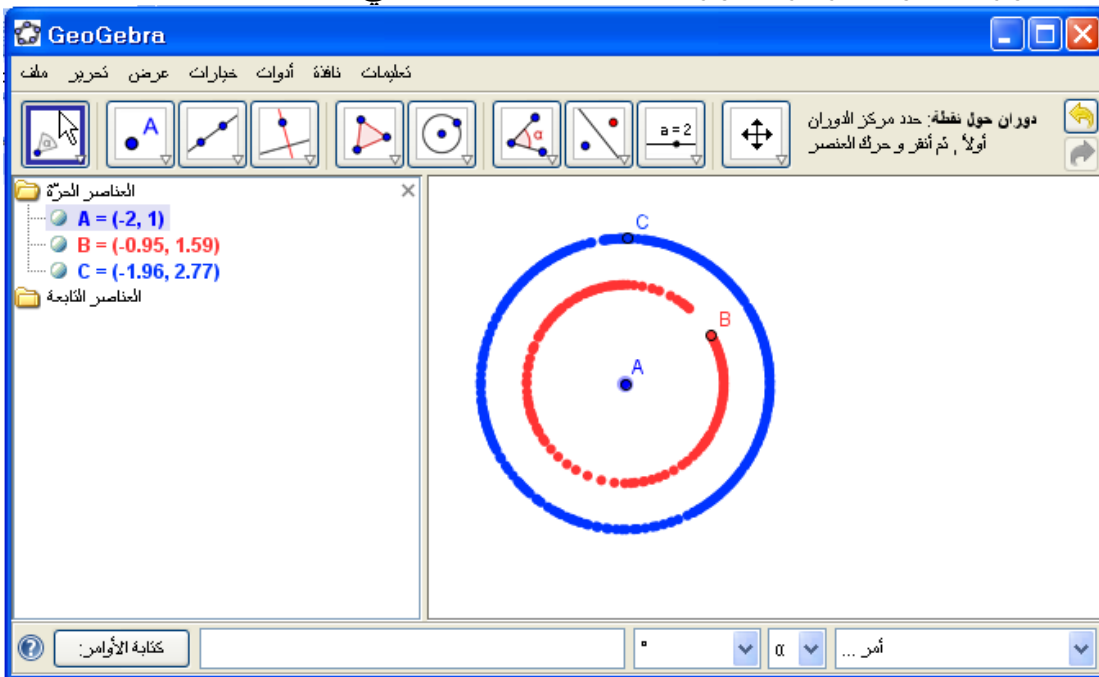 GeoGebra
ملف تحرير عرض خيارات أدوات نافذة تعليمات
A
α
a = 2
دوران حول نقطة: حدد مركز الدوران
أولاً , ثم أنقر و حرك العنصر
العناصر الحرّة
A = (-2, 1)
B = (-0.95, 1.59)
C = (-1.96, 2.77)
العناصر التابعة
C
B
A
كتابة الأوامر:
°
α
أمر ...